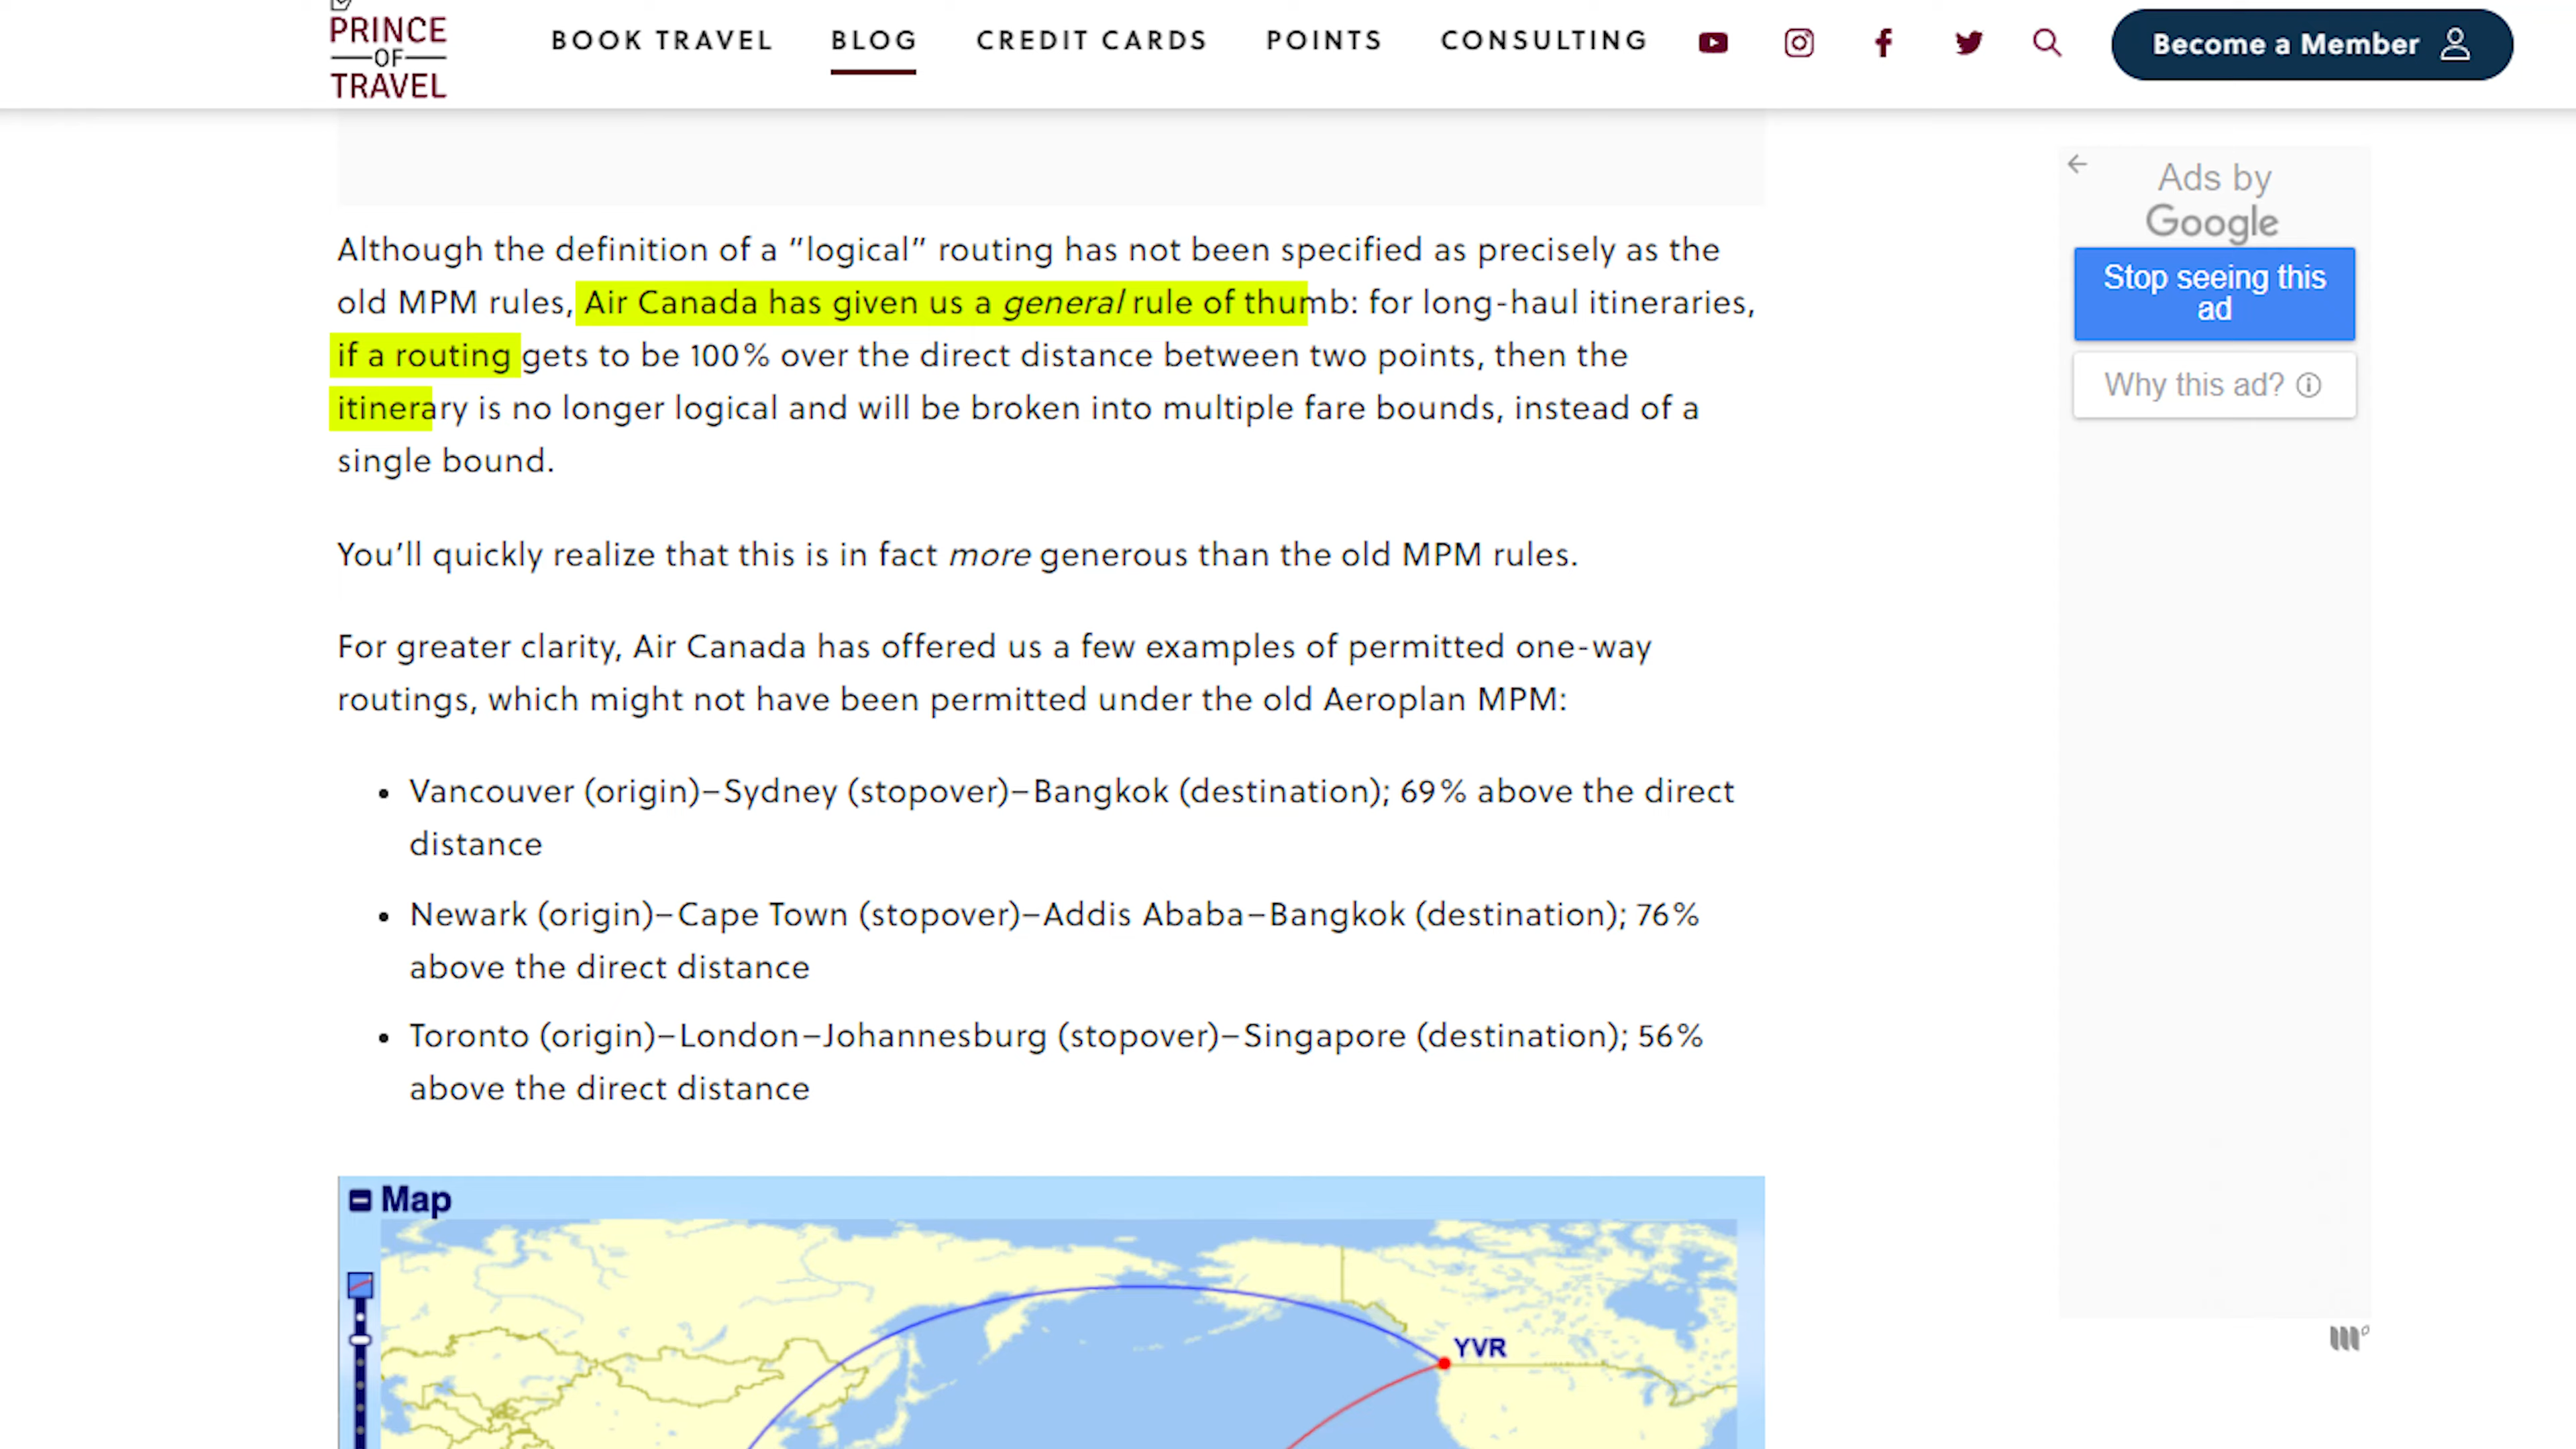 PRINCE
OF
TRAVEL
BOOK TRAVEL
BLOG
CREDIT CARDS
POINTS
CONSULTING
Become a Member
Ads by
Google
Stop seeing this
ad
Why this ad?
Although the definition of a “logical” routing has not been specified as precisely as the
old MPM rules, Air Canada has given us a general rule of thumb: for long-haul itineraries,
if a routing gets to be 100% over the direct distance between two points, then the
itinerary is no longer logical and will be broken into multiple fare bounds, instead of a
single bound.
You’ll quickly realize that this is in fact more generous than the old MPM rules.
For greater clarity, Air Canada has offered us a few examples of permitted one-way
routings, which might not have been permitted under the old Aeroplan MPM:
• Vancouver (origin)–Sydney (stopover)–Bangkok (destination); 69% above the direct
distance
• Newark (origin)–Cape Town (stopover)–Addis Ababa–Bangkok (destination); 76%
above the direct distance
• Toronto (origin)–London–Johannesburg (stopover)–Singapore (destination); 56%
above the direct distance
Map
YVR